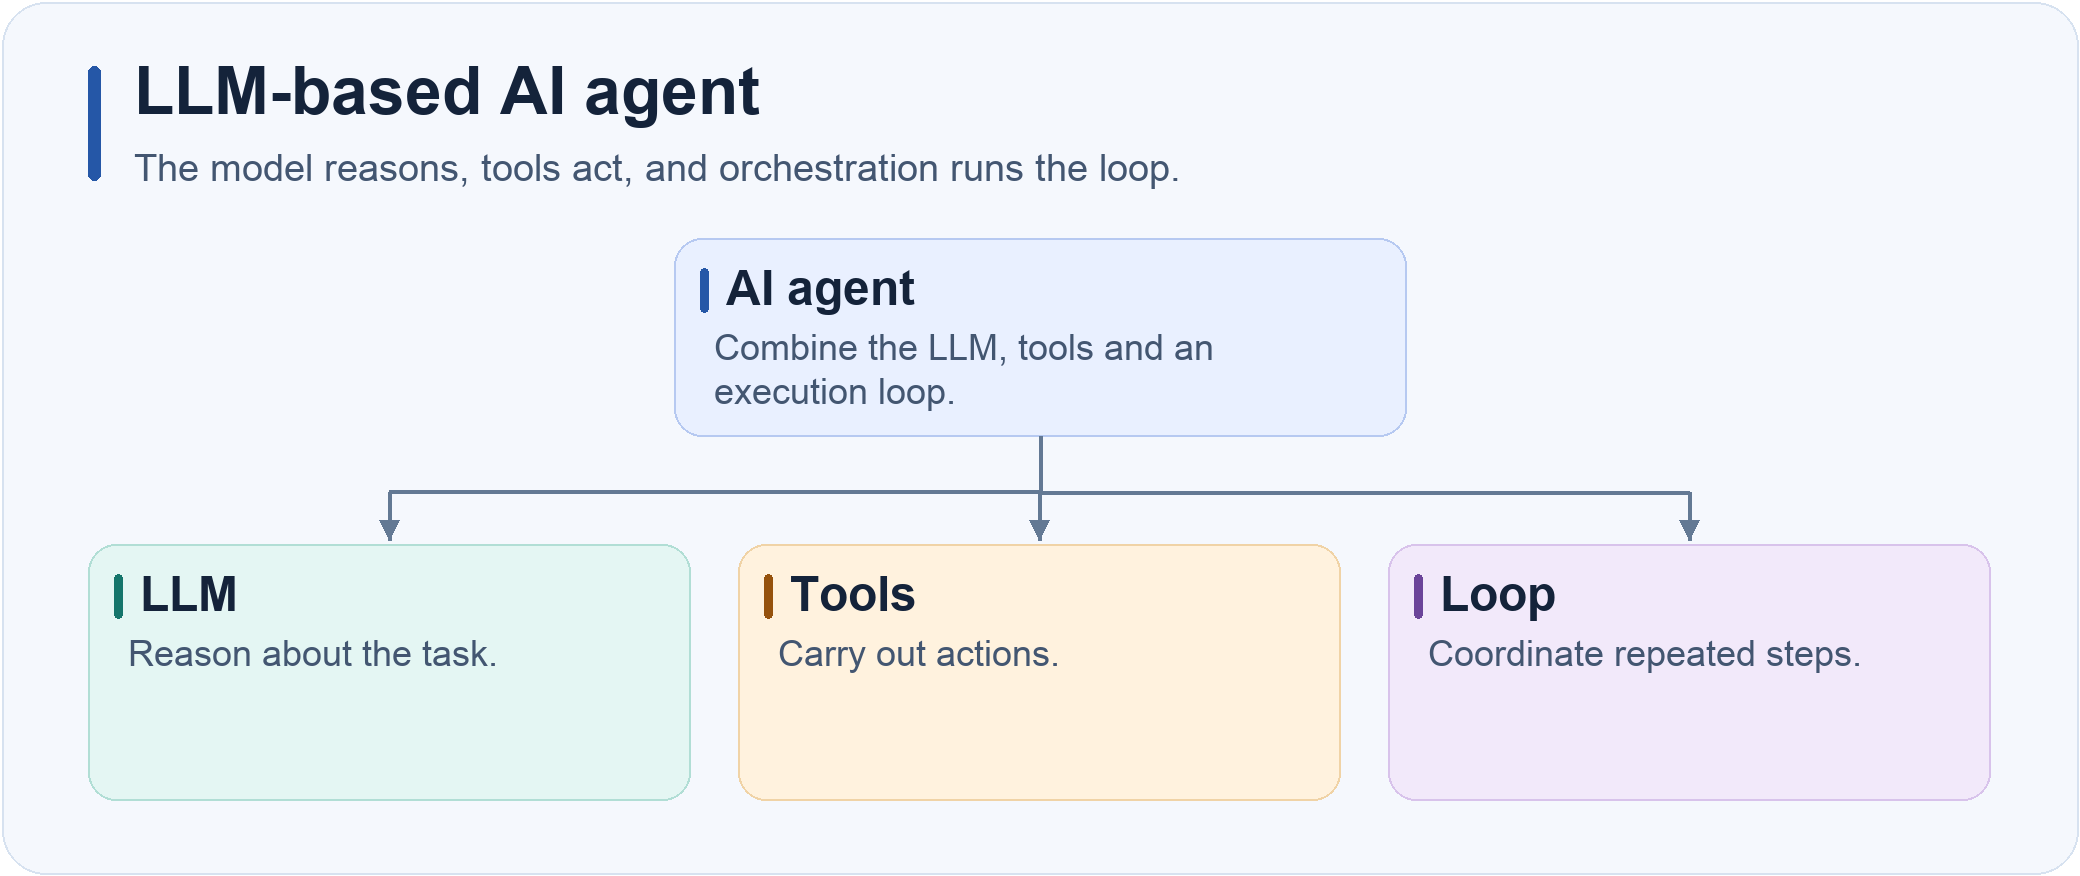 LLM-based AI agent
The model reasons, tools act, and orchestration runs the loop.
AI agent
Combine the LLM, tools and an
execution loop.
LLM
Reason about the task.
Tools
Carry out actions.
Loop
Coordinate repeated steps.